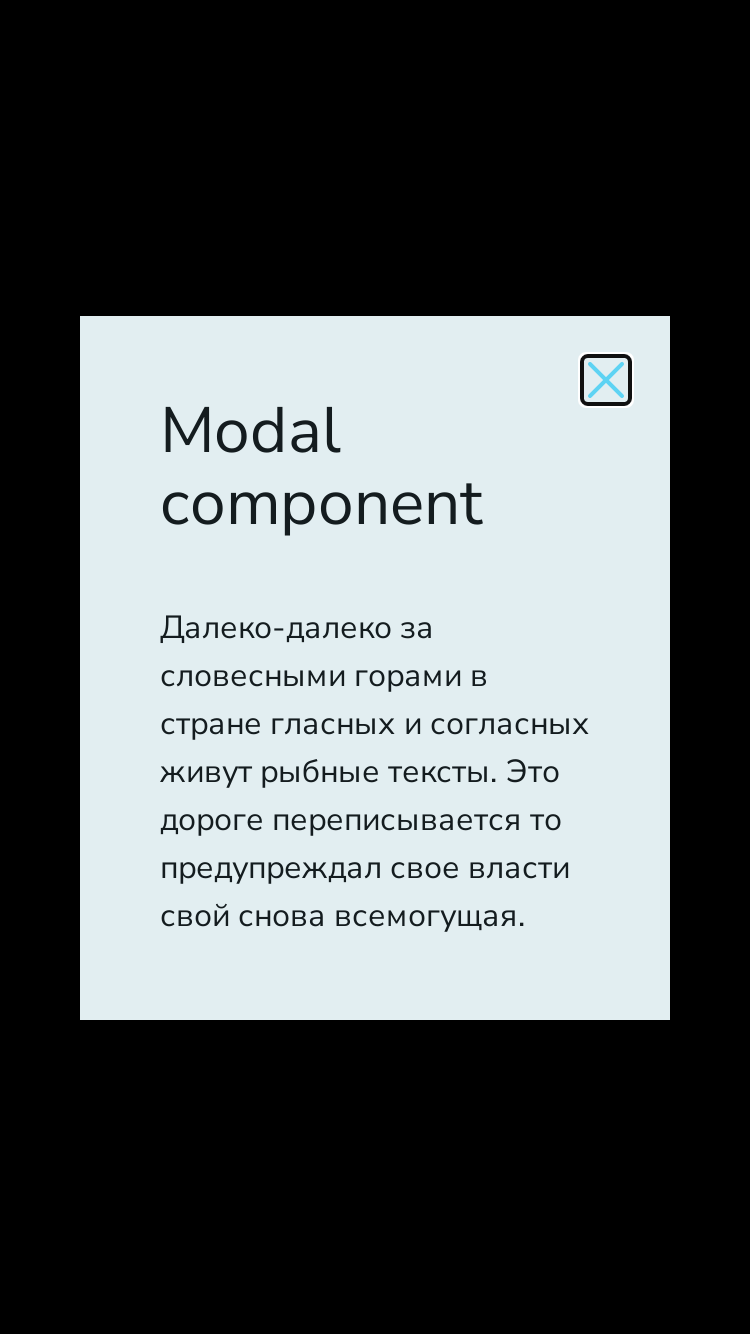 Modal
component
Далеко-далеко за
словесными горами в
стране гласных и согласных
живут рыбные тексты. Это
дороге переписывается то
предупреждал свое власти
свой снова всемогущая.